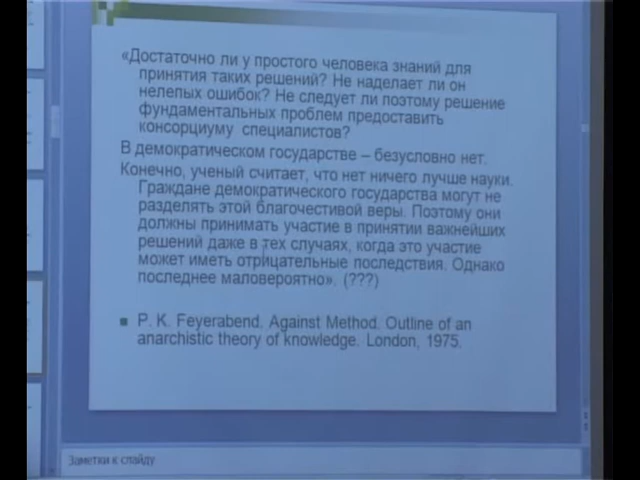 «Достаточно ли у простого человека знаний для
принятия таких решений? Не наделает ли он
нелепых ошибок? Не следует ли поэтому решение
фундаментальных проблем предоставить
консорциуму специалистов?
В демократическом государстве – безусловно нет.
Конечно, ученый считает, что нет ничего лучше науки.
Граждане демократического государства могут не
разделять этой благочестивой веры. Поэтому они
должны принимать участие в принятии важнейших
решений даже в тех случаях, когда это участие
может иметь отрицательные последствия. Однако
последнее маловероятно». (???)
P. K. Feyerabend. Against Method. Outline of an
anarchistic theory of knowledge. London, 1975.
Заметки к слайду